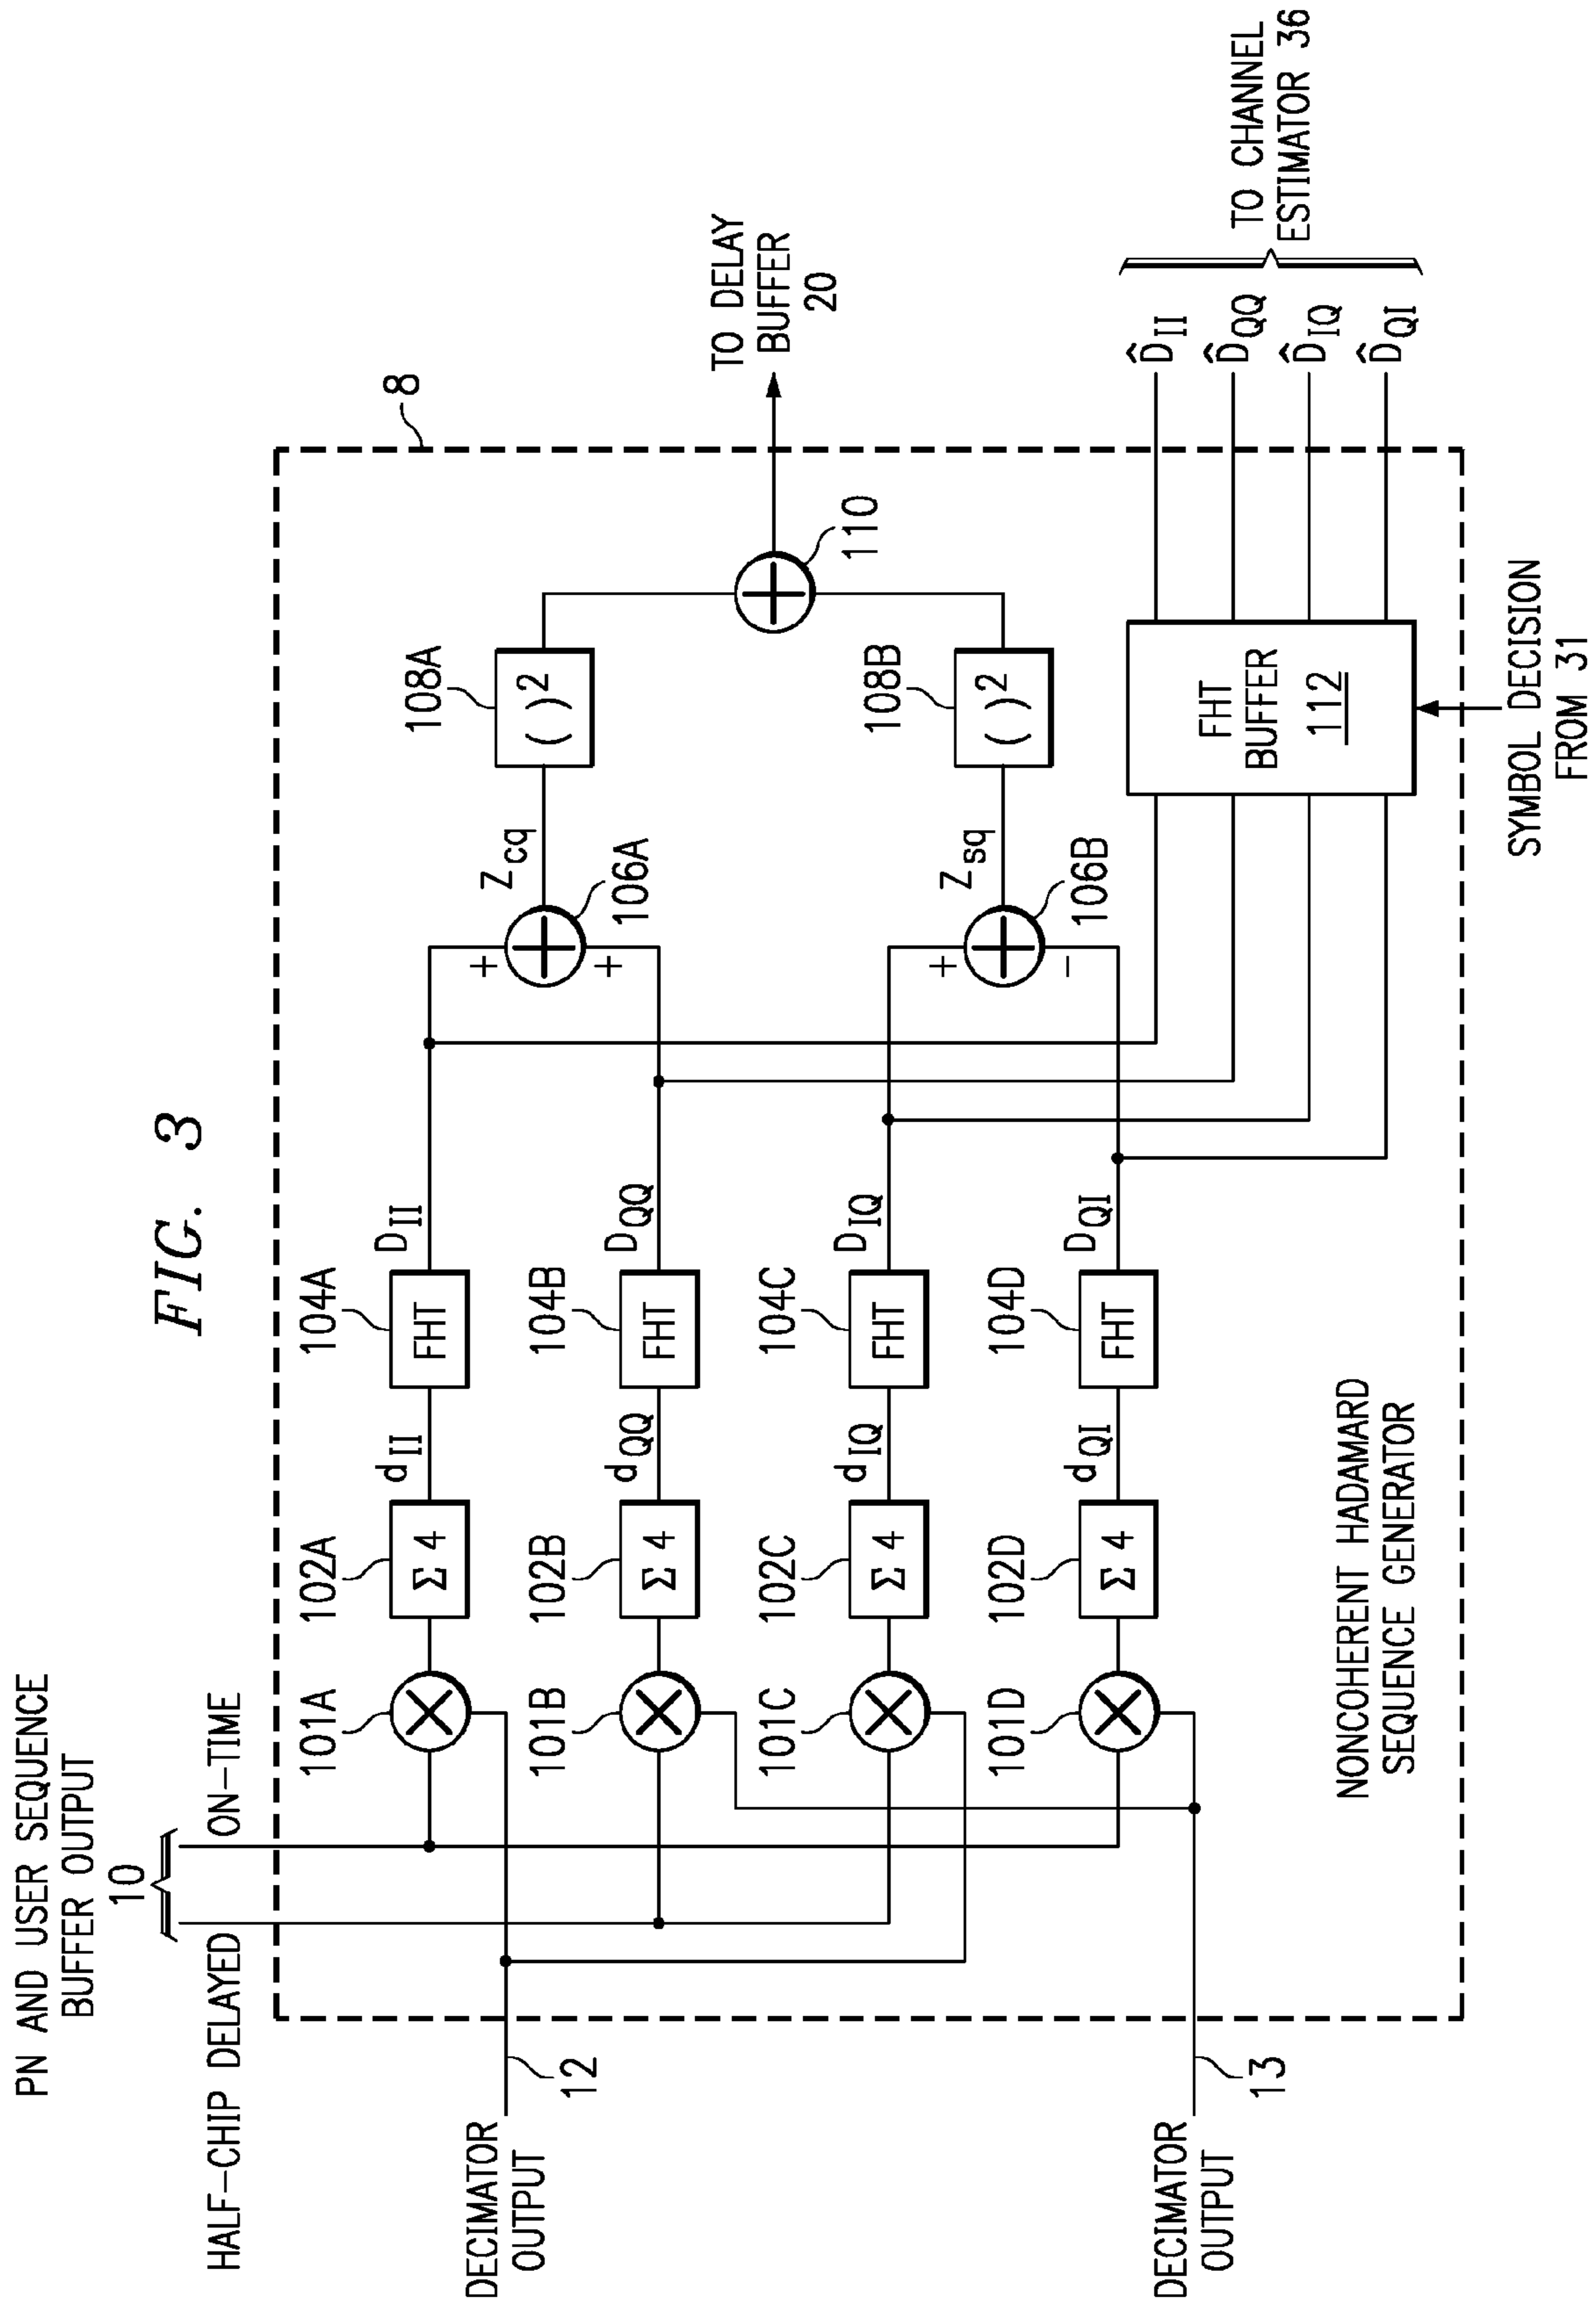 FIG. 3
PN AND USER SEQUENCE
BUFFER OUTPUT
10
HALF-CHIP DELAYED
ON-TIME
8
DECIMATOR
OUTPUT
12
DECIMATOR
OUTPUT
13
101A
102A
Σ 4
d_II
104A
FHT
D_II
101B
102B
Σ 4
d_QQ
104B
FHT
D_QQ
101C
102C
Σ 4
d_IQ
104C
FHT
D_IQ
101D
102D
Σ 4
d_QI
104D
FHT
D_QI
+
+
106A
Z_cq
108A
( )²
+
-
106B
Z_sq
108B
( )²
110
TO DELAY
BUFFER
20
FHT
BUFFER
112
D̂_II
D̂_QQ
D̂_IQ
D̂_QI
TO CHANNEL
ESTIMATOR 36
SYMBOL DECISION
FROM 31
NONCOHERENT HADAMARD
SEQUENCE GENERATOR